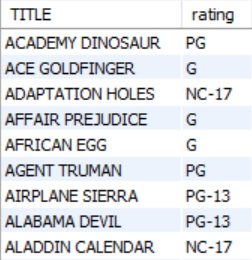 TITLE rating
ACADEMY DINOSAUR PG
ACE GOLDFINGER G
ADAPTATION HOLES NC-17
AFFAIR PREJUDICE G
AFRICAN EGG G
AGENT TRUMAN PG
AIRPLANE SIERRA PG-13
ALABAMA DEVIL PG-13
ALADDIN CALENDAR NC-17